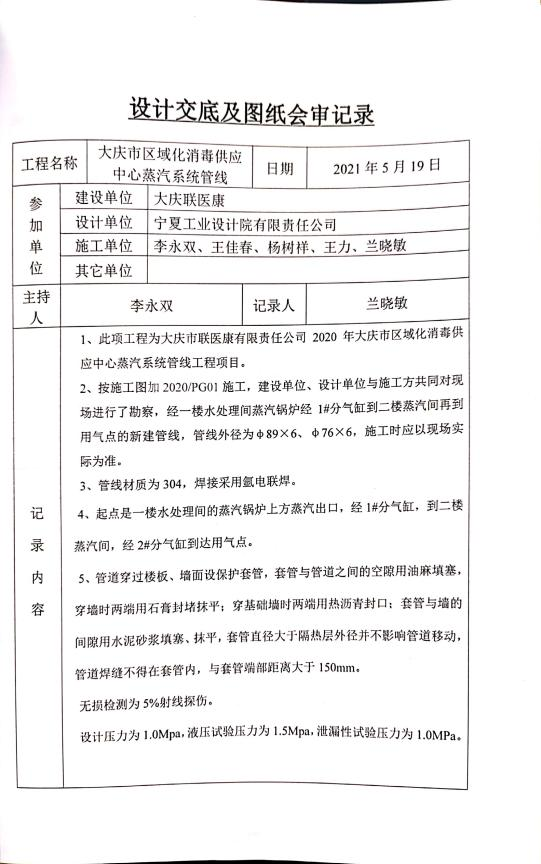 设计交底及图纸会审记录
工程名称 大庆市区域化消毒供应中心蒸汽系统管线 日期 2021年5月19日
参加单位 建设单位 大庆联医康
设计单位 宁夏工业设计院有限责任公司
施工单位 李永双、王佳春、杨树祥、王力、兰晓敏
其它单位
主持人 李永双 记录人 兰晓敏
记录内容
1、此项工程为大庆市联医康有限责任公司 2020 年大庆市区域化消毒供
应中心蒸汽系统管线工程项目。
2、按施工图加 2020/PG01 施工，建设单位、设计单位与施工方共同对现
场进行了勘察，经一楼水处理间蒸汽锅炉经 1#分气缸到二楼蒸汽间再到
用气点的新建管线，管线外径为φ89×6、φ76×6，施工时应以现场实
际为准。
3、管线材质为 304，焊接采用氩电联焊。
4、起点是一楼水处理间的蒸汽锅炉上方蒸汽出口，经 1#分气缸，到二楼
蒸汽间，经 2#分气缸到达用气点。
5、管道穿过楼板、墙面设保护套管，套管与管道之间的空隙用油麻填塞，
穿墙时两端用石膏封堵抹平；穿基础墙时两端用热沥青封口；套管与墙的
间隙用水泥砂浆填塞、抹平，套管直径大于隔热层外径并不影响管道移动，
管道焊缝不得在套管内，与套管端部距离大于 150mm。
无损检测为 5%射线探伤。
设计压力为 1.0Mpa,液压试验压力为 1.5Mpa,泄漏性试验压力为 1.0MPa。